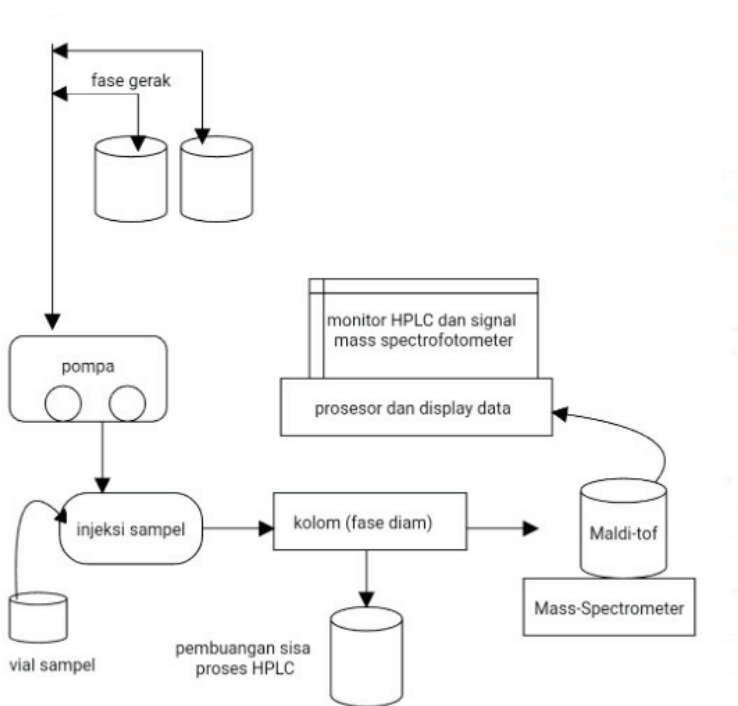 fase gerak
monitor HPLC dan signal
mass spectrofotometer
pompa
prosesor dan display data
injeksi sampel
kolom (fase diam)
Maldi-tof
Mass-Spectrometer
vial sampel
pembuangan sisa
proses HPLC